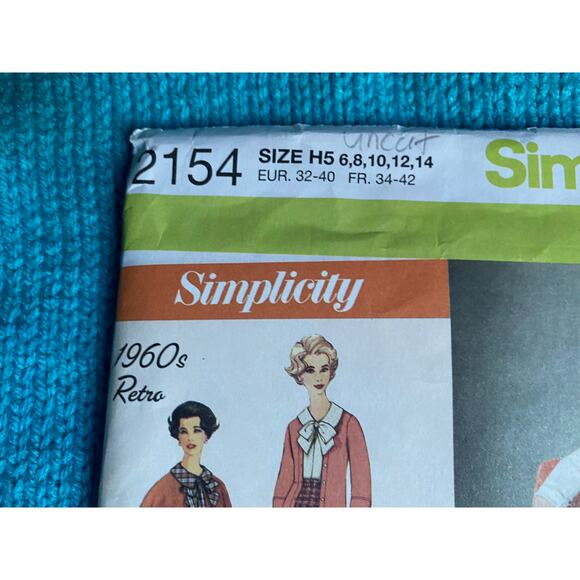 uncut
2154 SIZE H5 6,8,10,12,14 Sim
EUR. 32-40 FR. 34-42
Simplicity
1960s
Retro